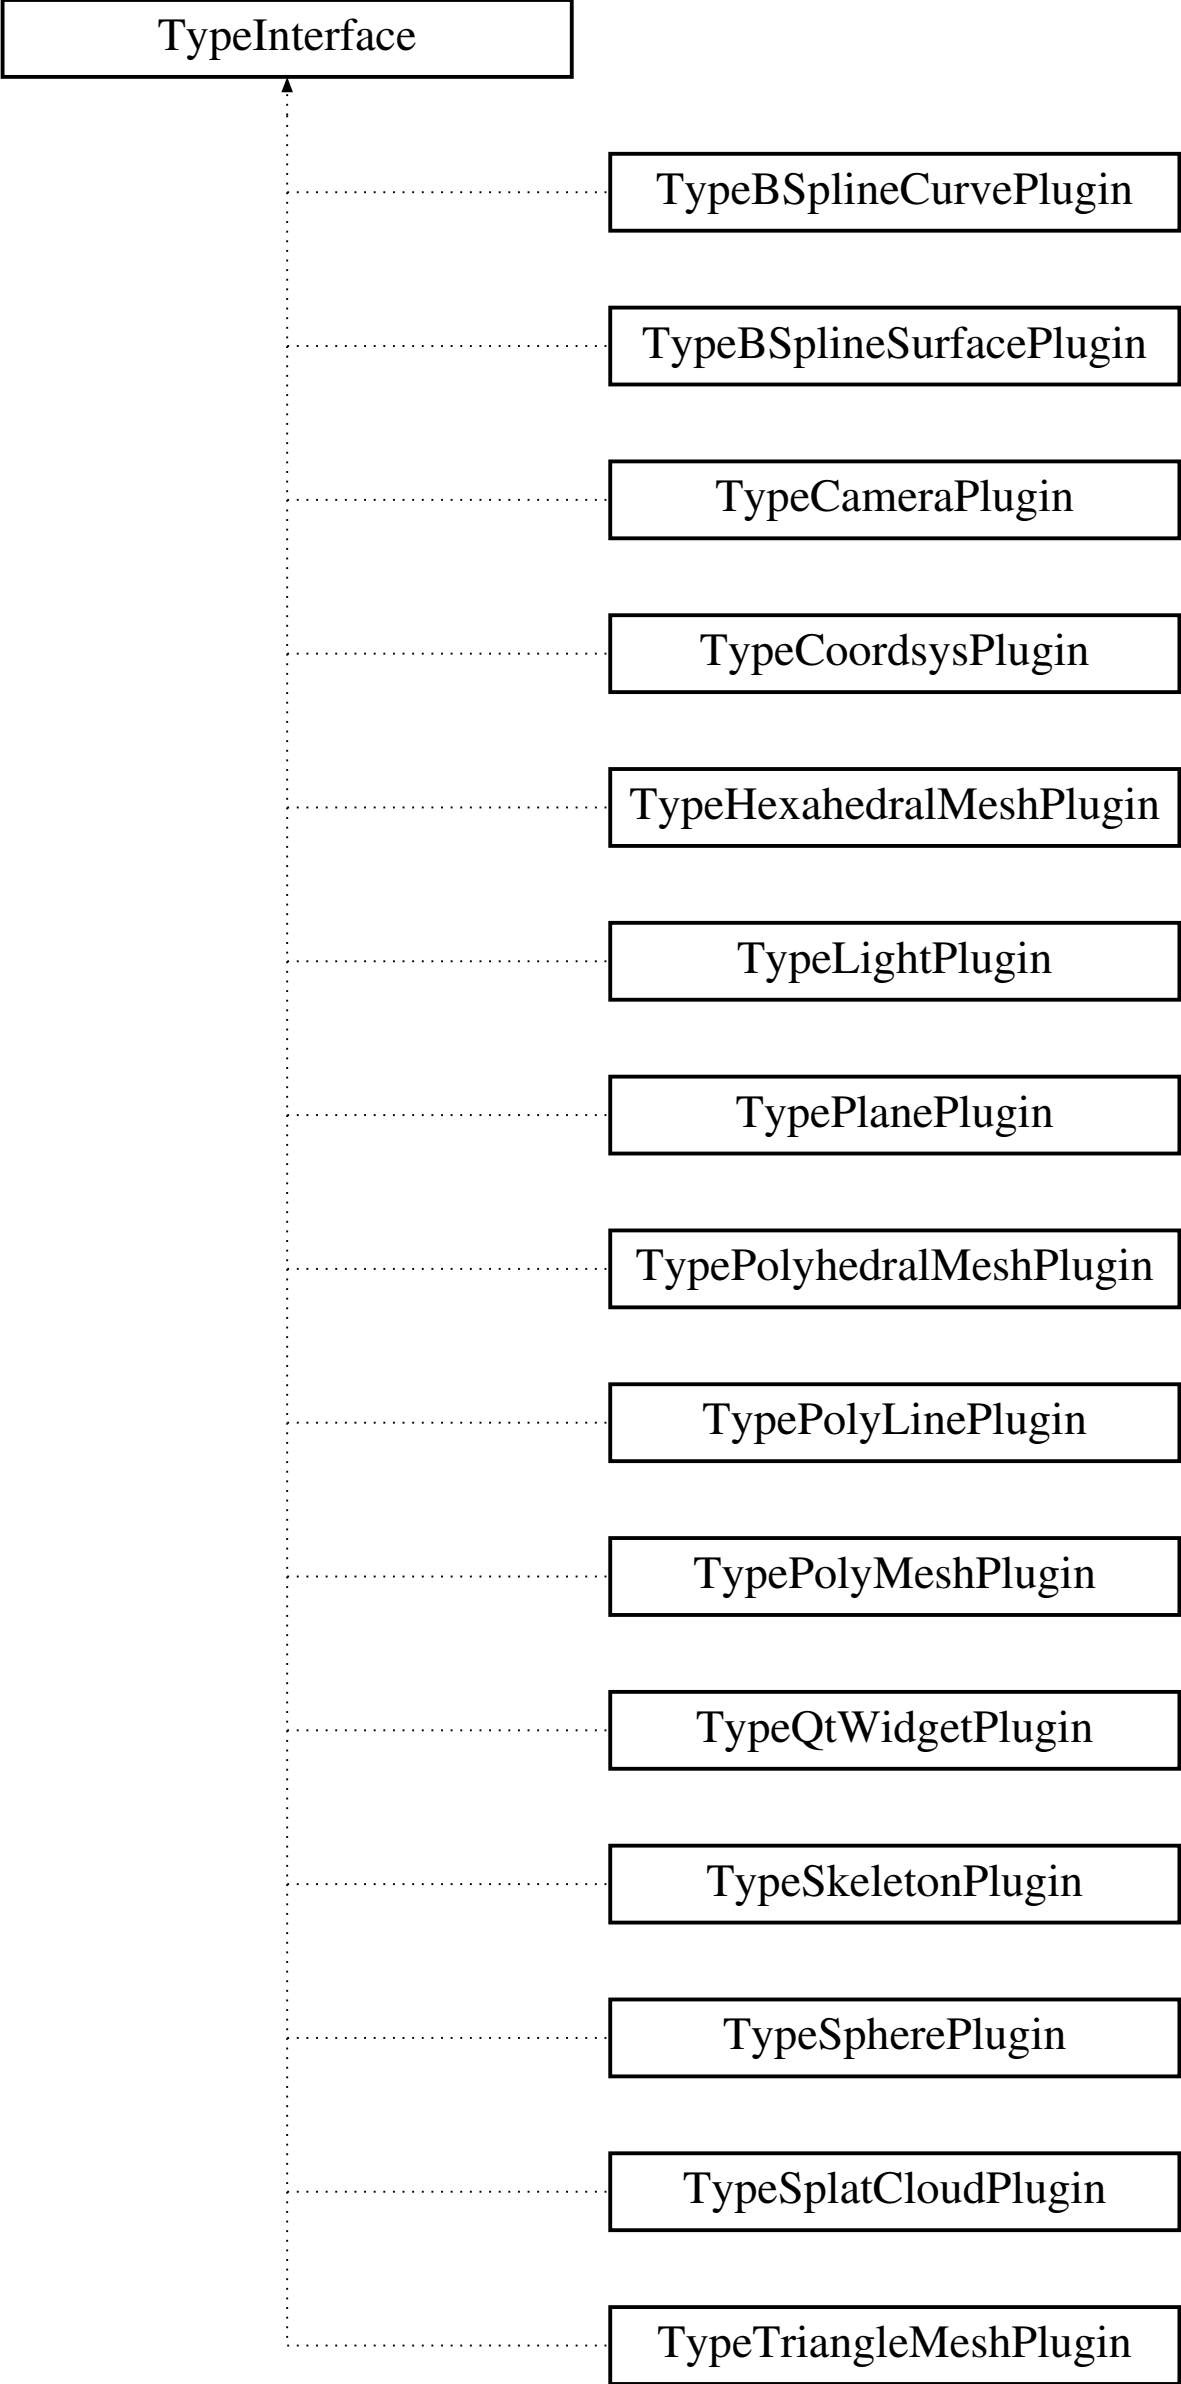 TypeInterface
TypeBSplineCurvePlugin
TypeBSplineSurfacePlugin
TypeCameraPlugin
TypeCoordsysPlugin
TypeHexahedralMeshPlugin
TypeLightPlugin
TypePlanePlugin
TypePolyhedralMeshPlugin
TypePolyLinePlugin
TypePolyMeshPlugin
TypeQtWidgetPlugin
TypeSkeletonPlugin
TypeSpherePlugin
TypeSplatCloudPlugin
TypeTriangleMeshPlugin